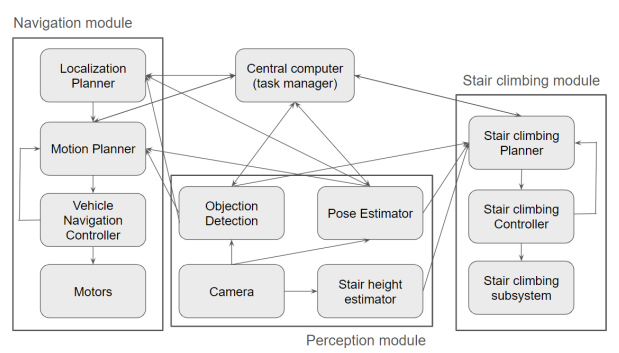 Navigation module
Localization
Planner
Central computer
(task manager)
Stair climbing module
Motion Planner
Stair climbing
Planner
Vehicle
Navigation
Controller
Objection
Detection
Pose Estimator
Stair climbing
Controller
Motors
Camera
Stair height
estimator
Stair climbing
subsystem
Perception module